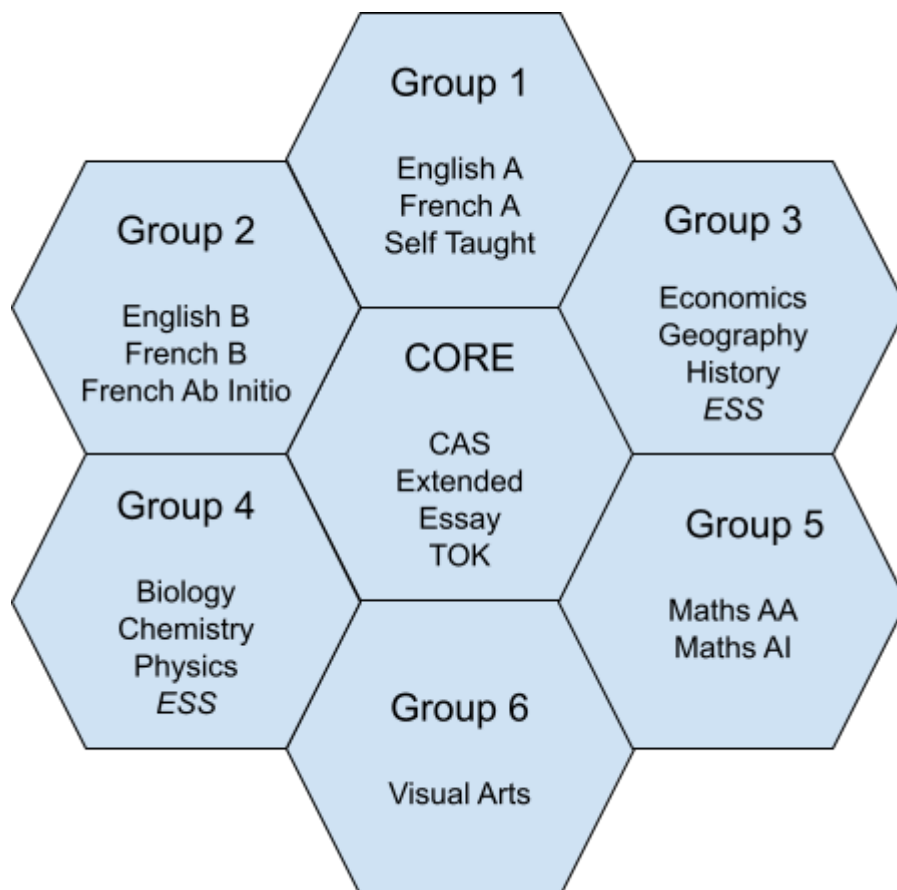 Group 1
English A
French A
Self Taught
Group 2
English B
French B
French Ab Initio
Group 3
Economics
Geography
History
ESS
CORE
CAS
Extended
Essay
TOK
Group 4
Biology
Chemistry
Physics
ESS
Group 5
Maths AA
Maths AI
Group 6
Visual Arts